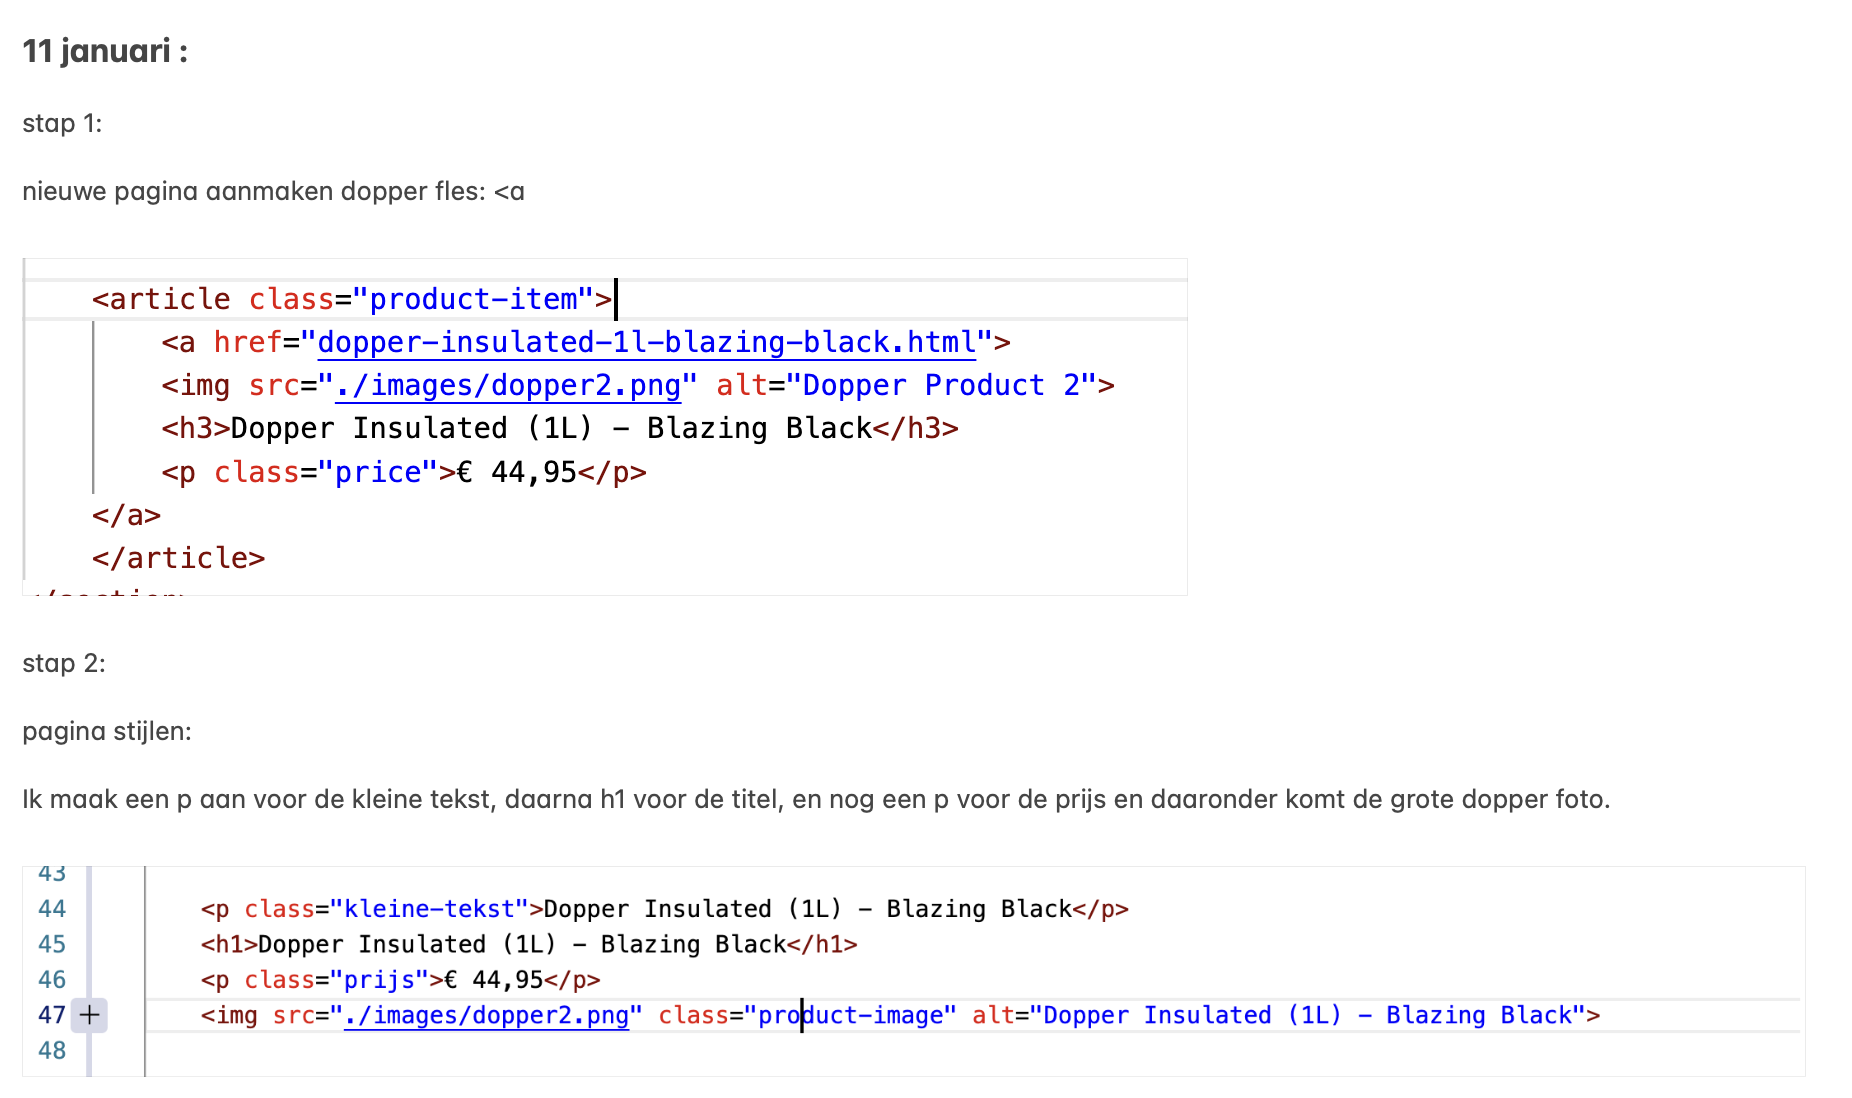 11 januari :
stap 1:
nieuwe pagina aanmaken dopper fles: <a
<article class="product-item">
<a href="dopper-insulated-1l-blazing-black.html">
<img src="./images/dopper2.png" alt="Dopper Product 2">
<h3>Dopper Insulated (1L) – Blazing Black</h3>
<p class="price">€ 44,95</p>
</a>
</article>
stap 2:
pagina stijlen:
Ik maak een p aan voor de kleine tekst, daarna h1 voor de titel, en nog een p voor de prijs en daaronder komt de grote dopper foto.
43
44 <p class="kleine-tekst">Dopper Insulated (1L) – Blazing Black</p>
45 <h1>Dopper Insulated (1L) – Blazing Black</h1>
46 <p class="prijs">€ 44,95</p>
47 + <img src="./images/dopper2.png" class="product-image" alt="Dopper Insulated (1L) – Blazing Black">
48